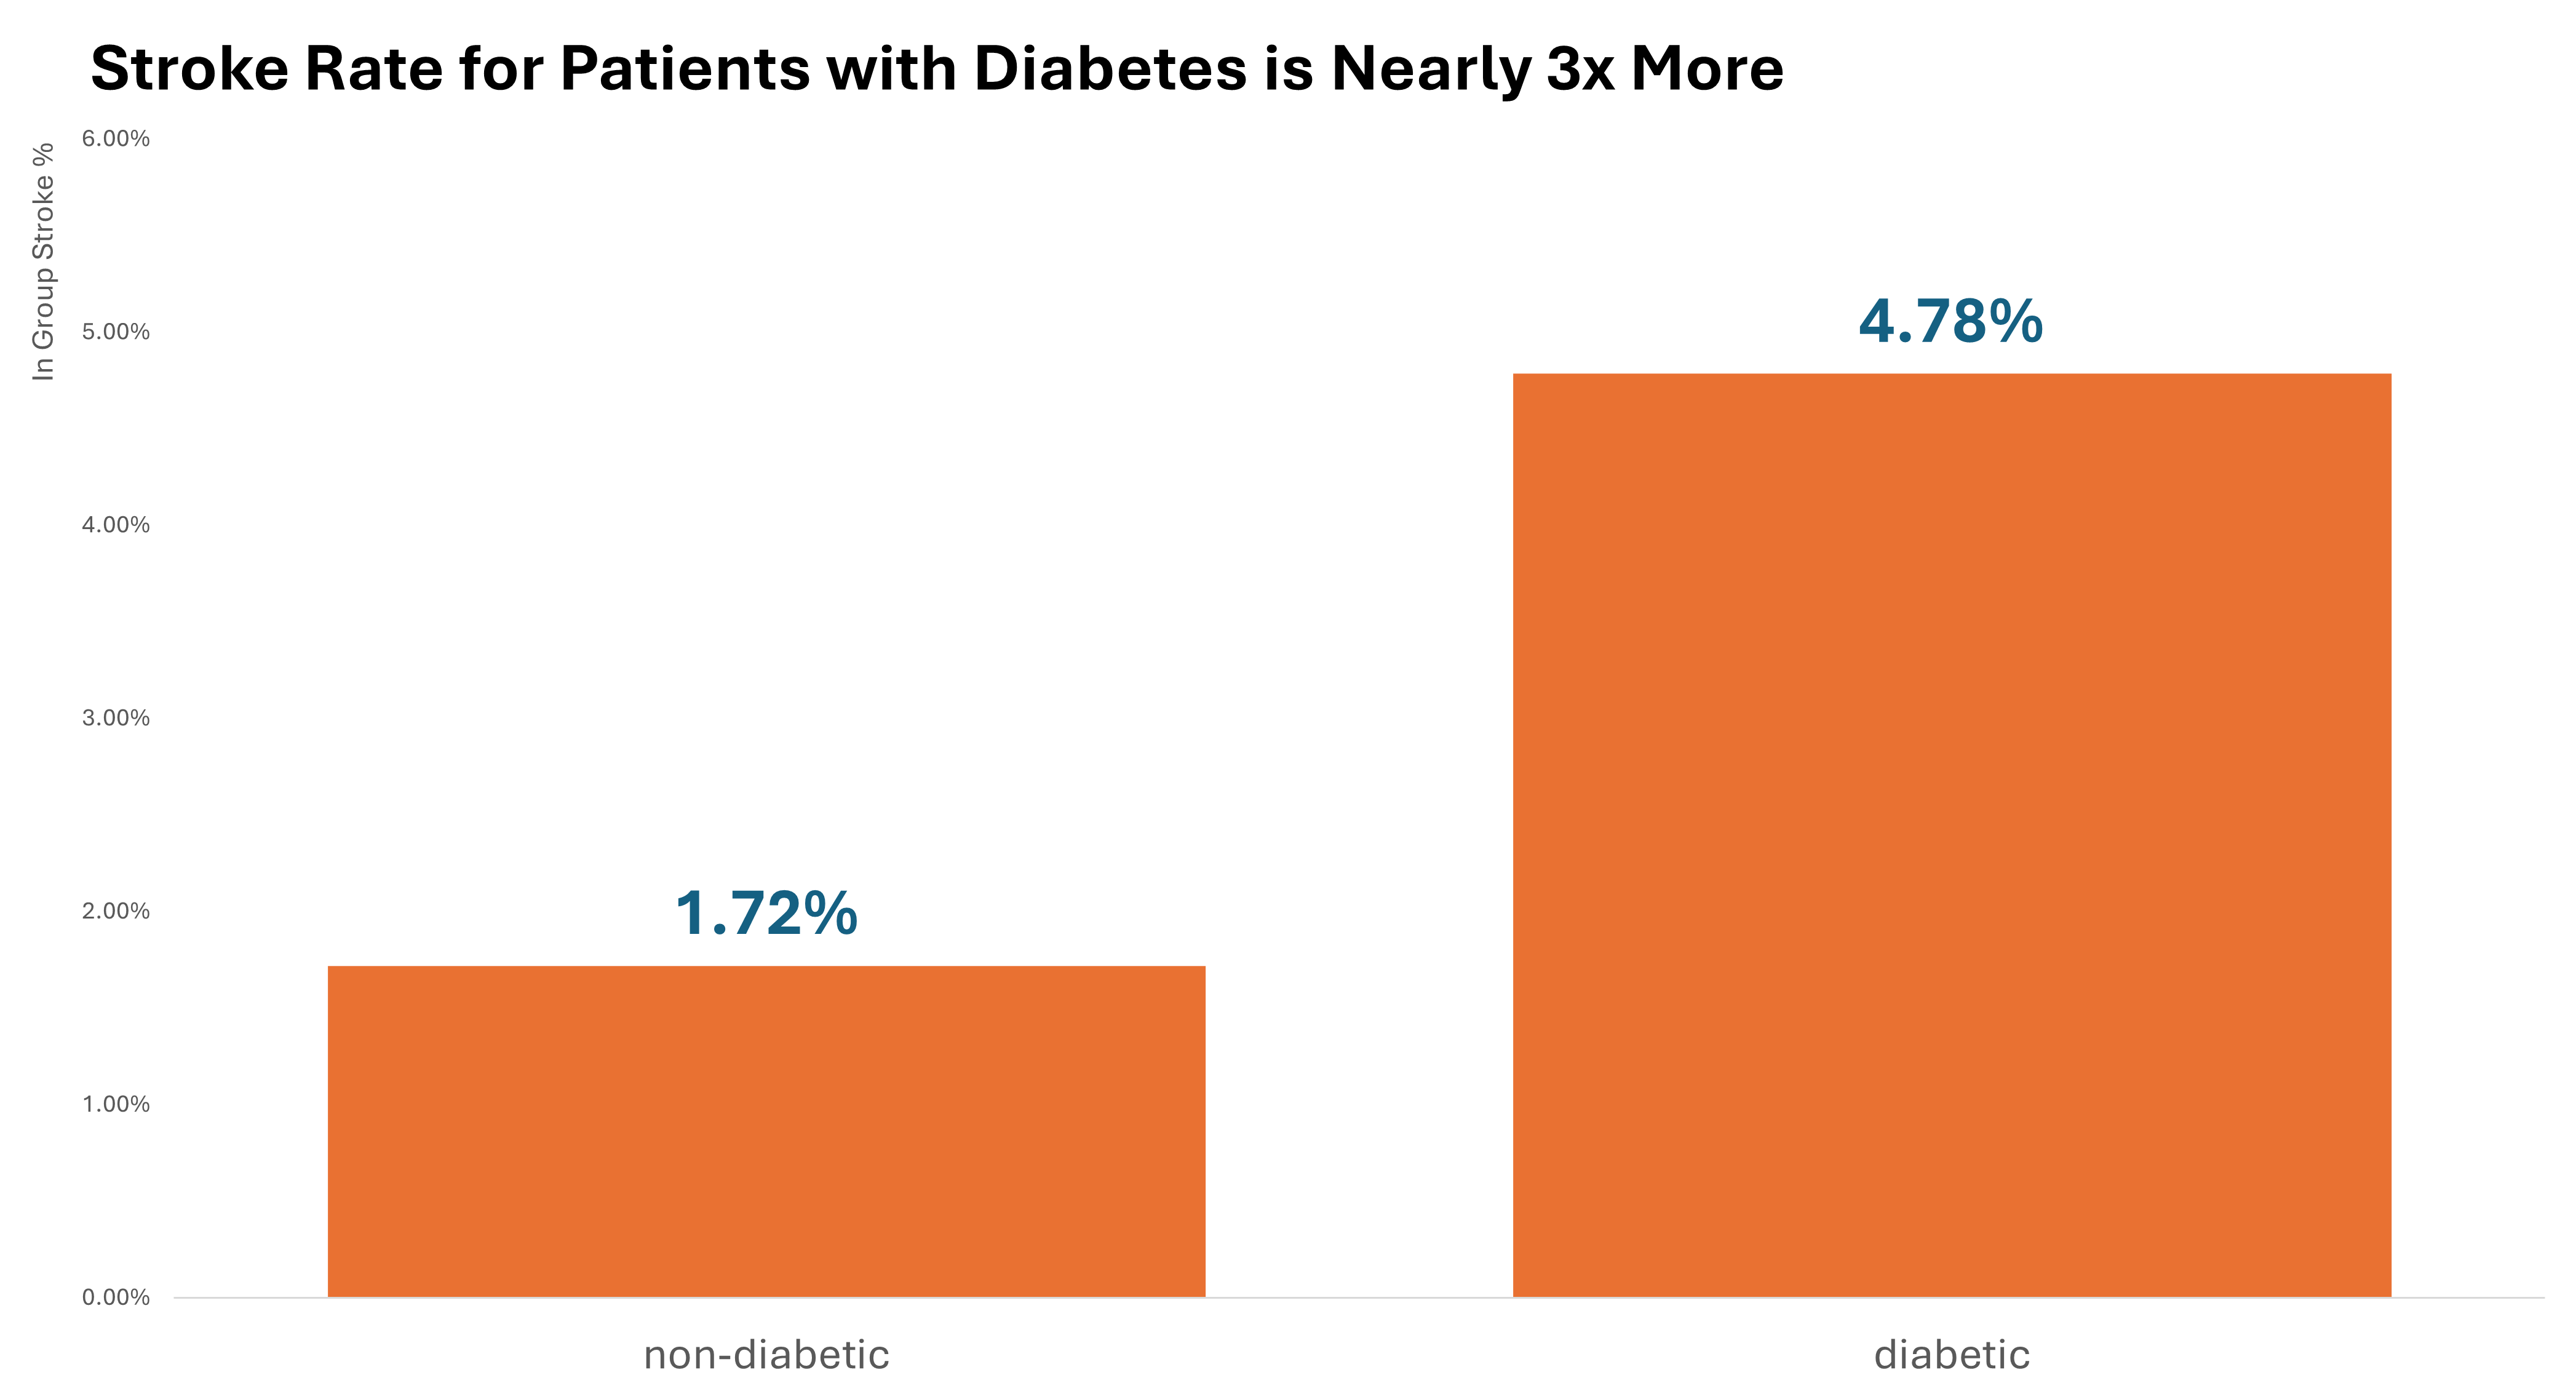 Stroke Rate for Patients with Diabetes is Nearly 3x More
In Group Stroke %
6.00%
5.00%
4.00%
3.00%
2.00%
1.00%
0.00%
1.72%
4.78%
non-diabetic
diabetic